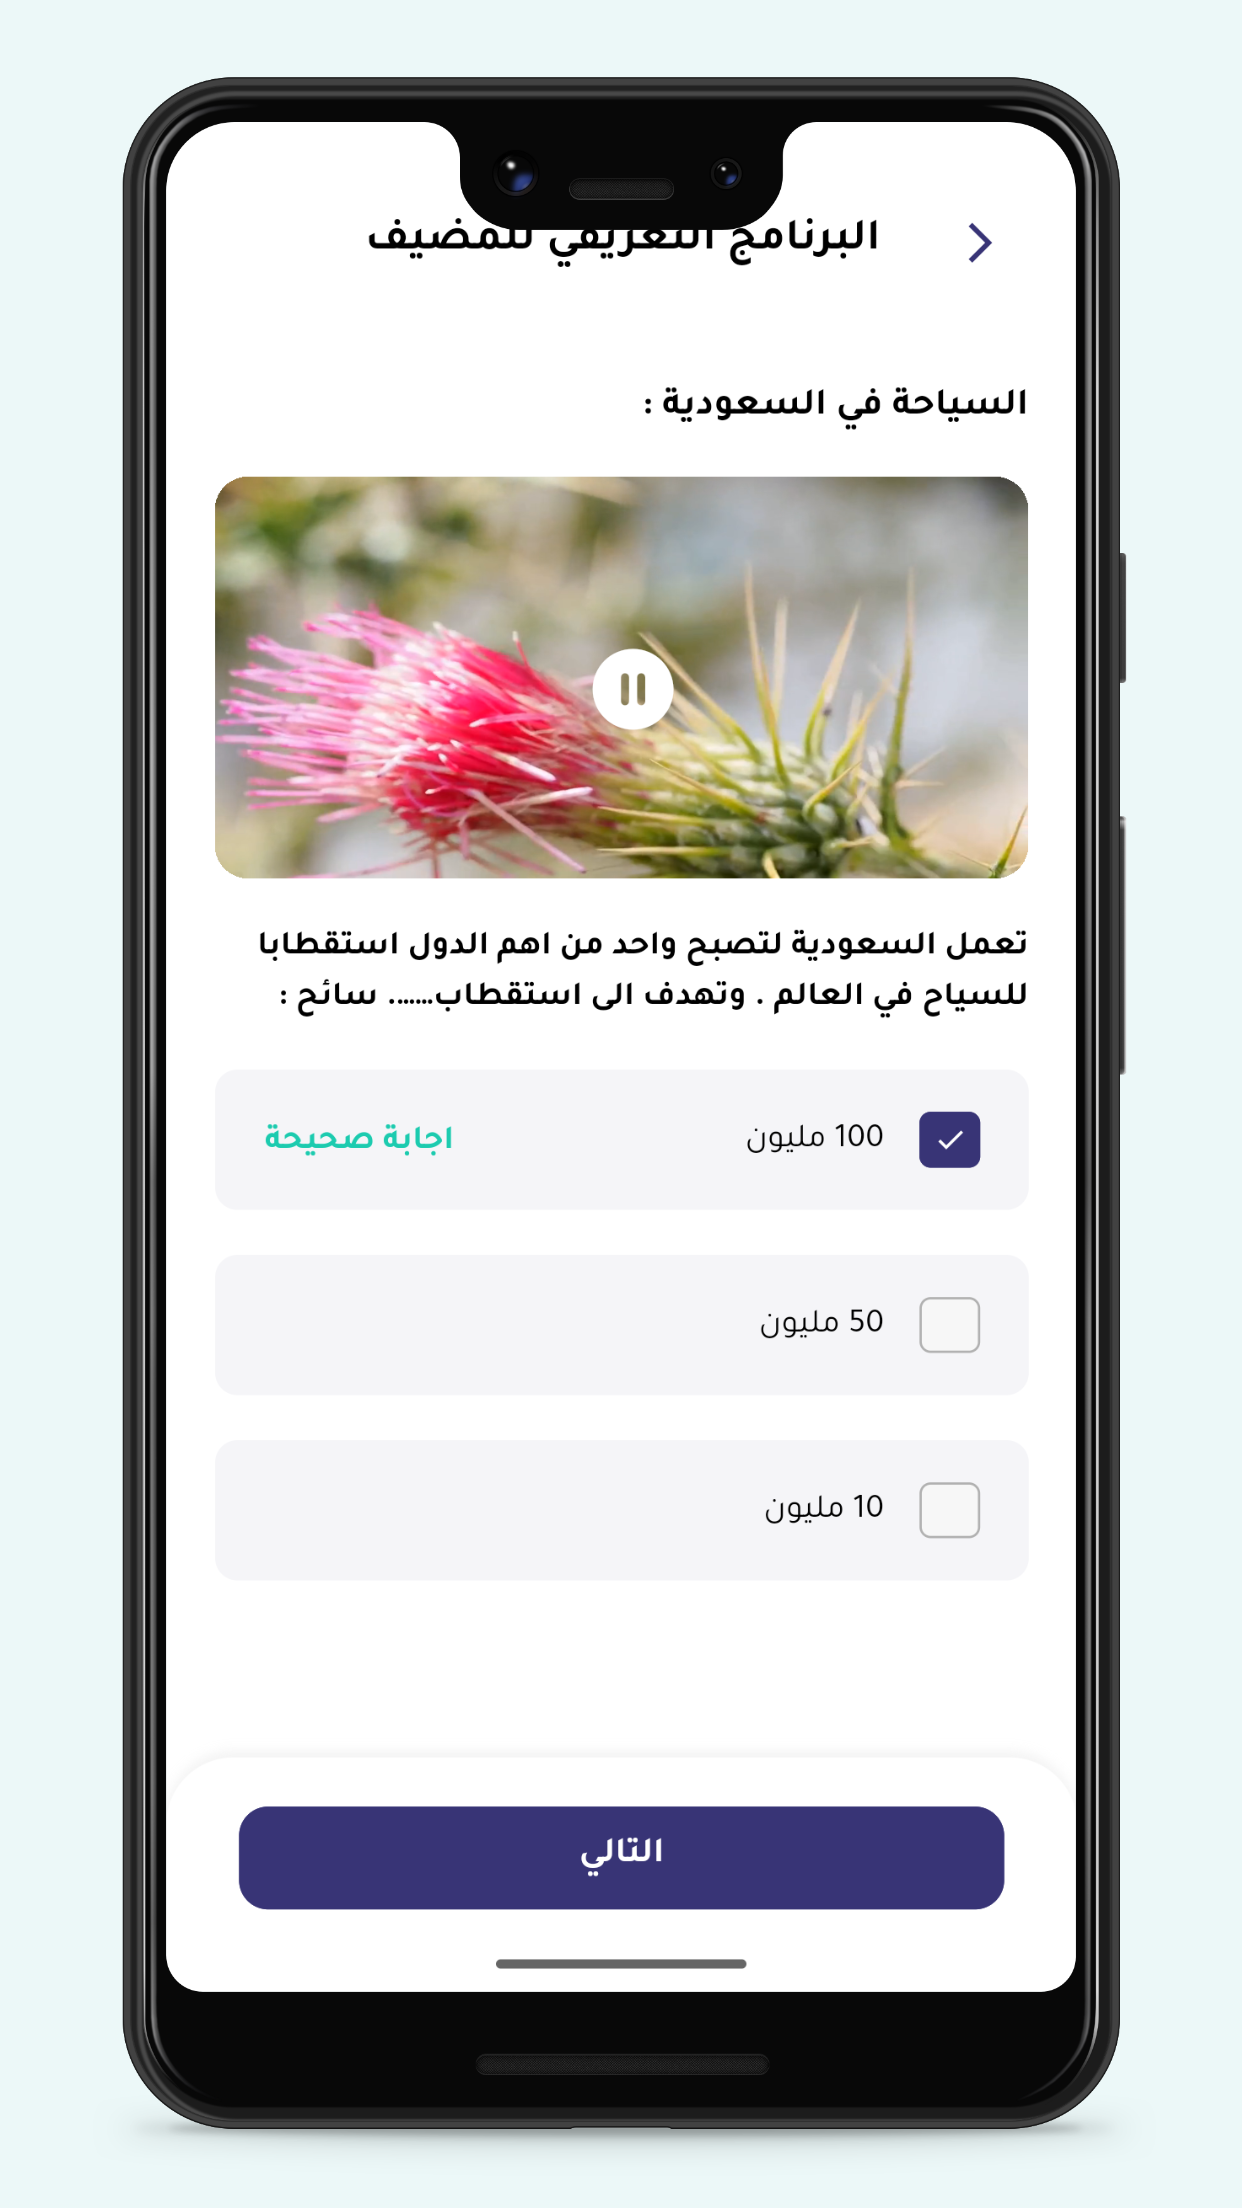 البرنامج التعريفي للمضيف
السياحة في السعودية :
تعمل السعودية لتصبح واحد من اهم الدول استقطابا
للسياح في العالم . وتهدف الى استقطاب....... سائح :
100 مليون
اجابة صحيحة
50 مليون
10 مليون
التالي